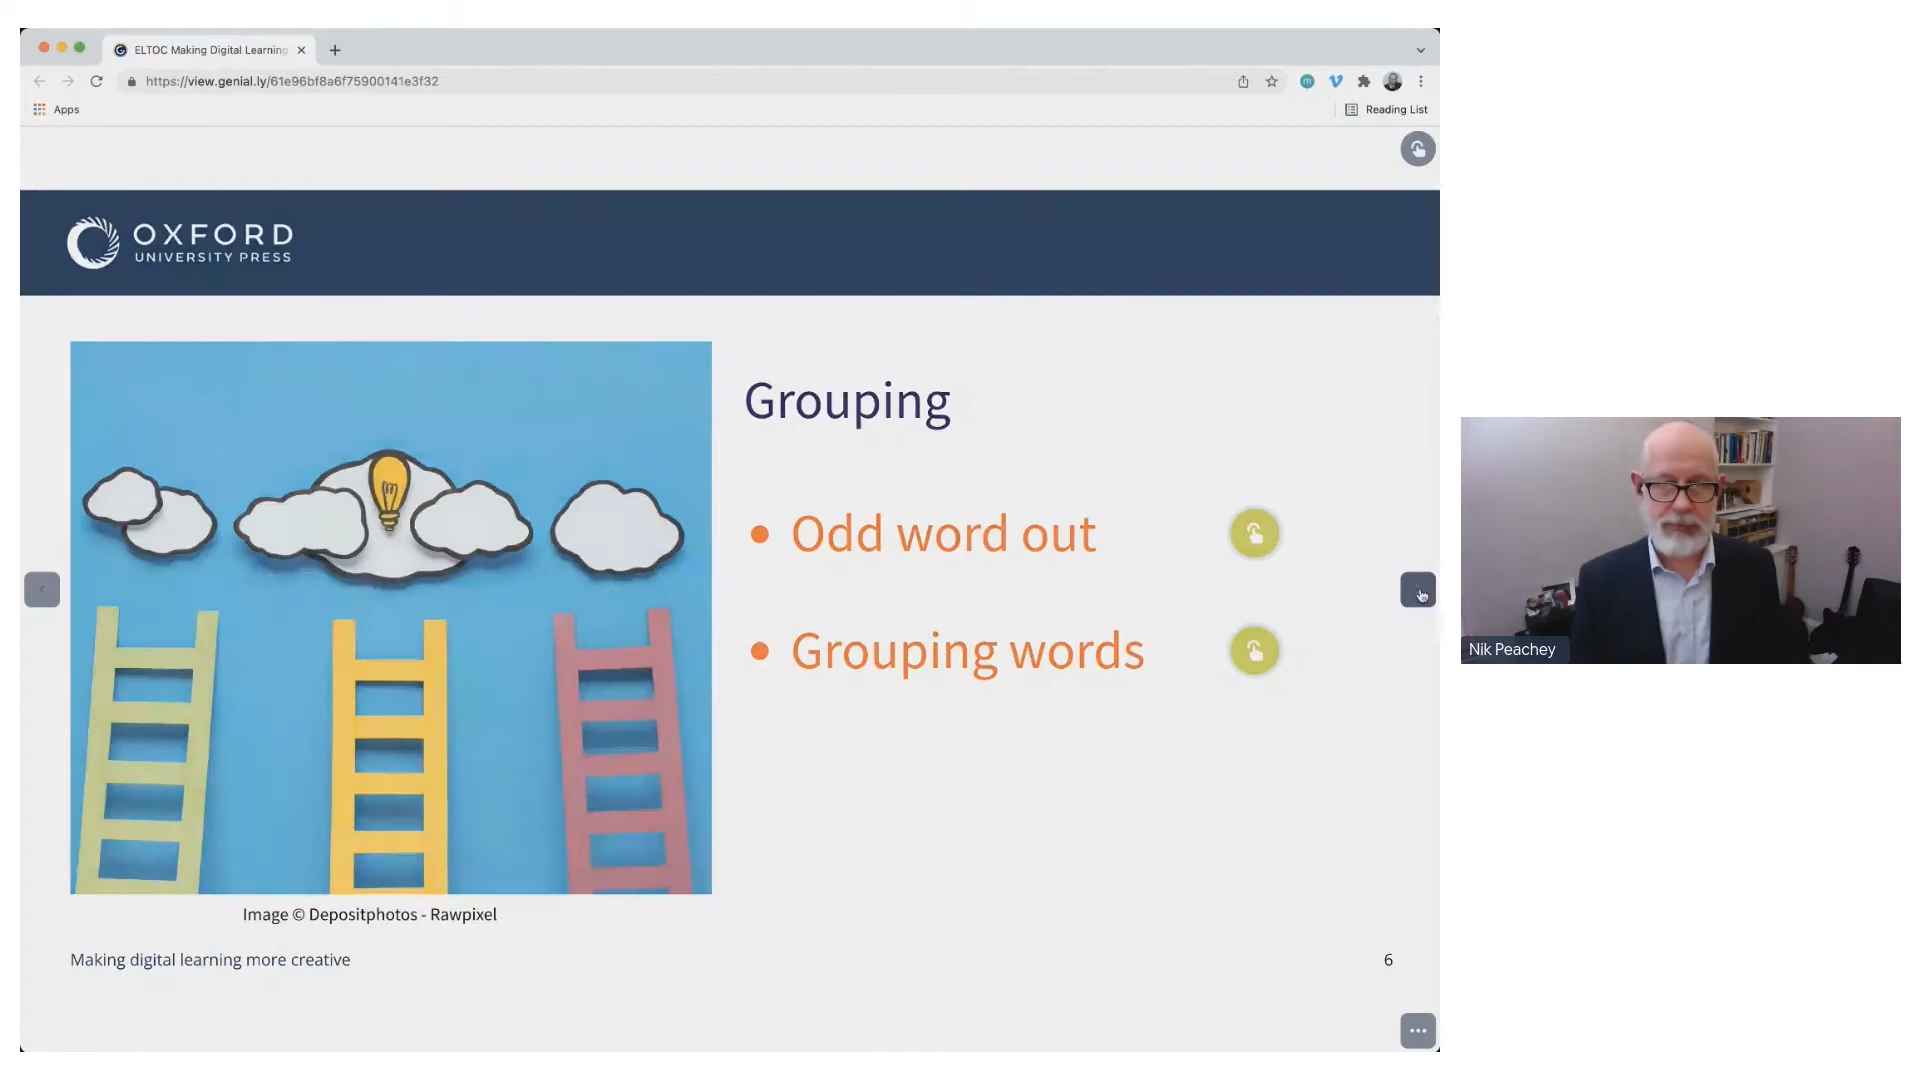 ELTOC Making Digital Learning
https://view.genial.ly/61e96bf8a6f75900141e3f32
Apps
Reading List
OXFORD
UNIVERSITY PRESS
Grouping
• Odd word out
• Grouping words
Image © Depositphotos - Rawpixel
Making digital learning more creative
6
Nik Peachey